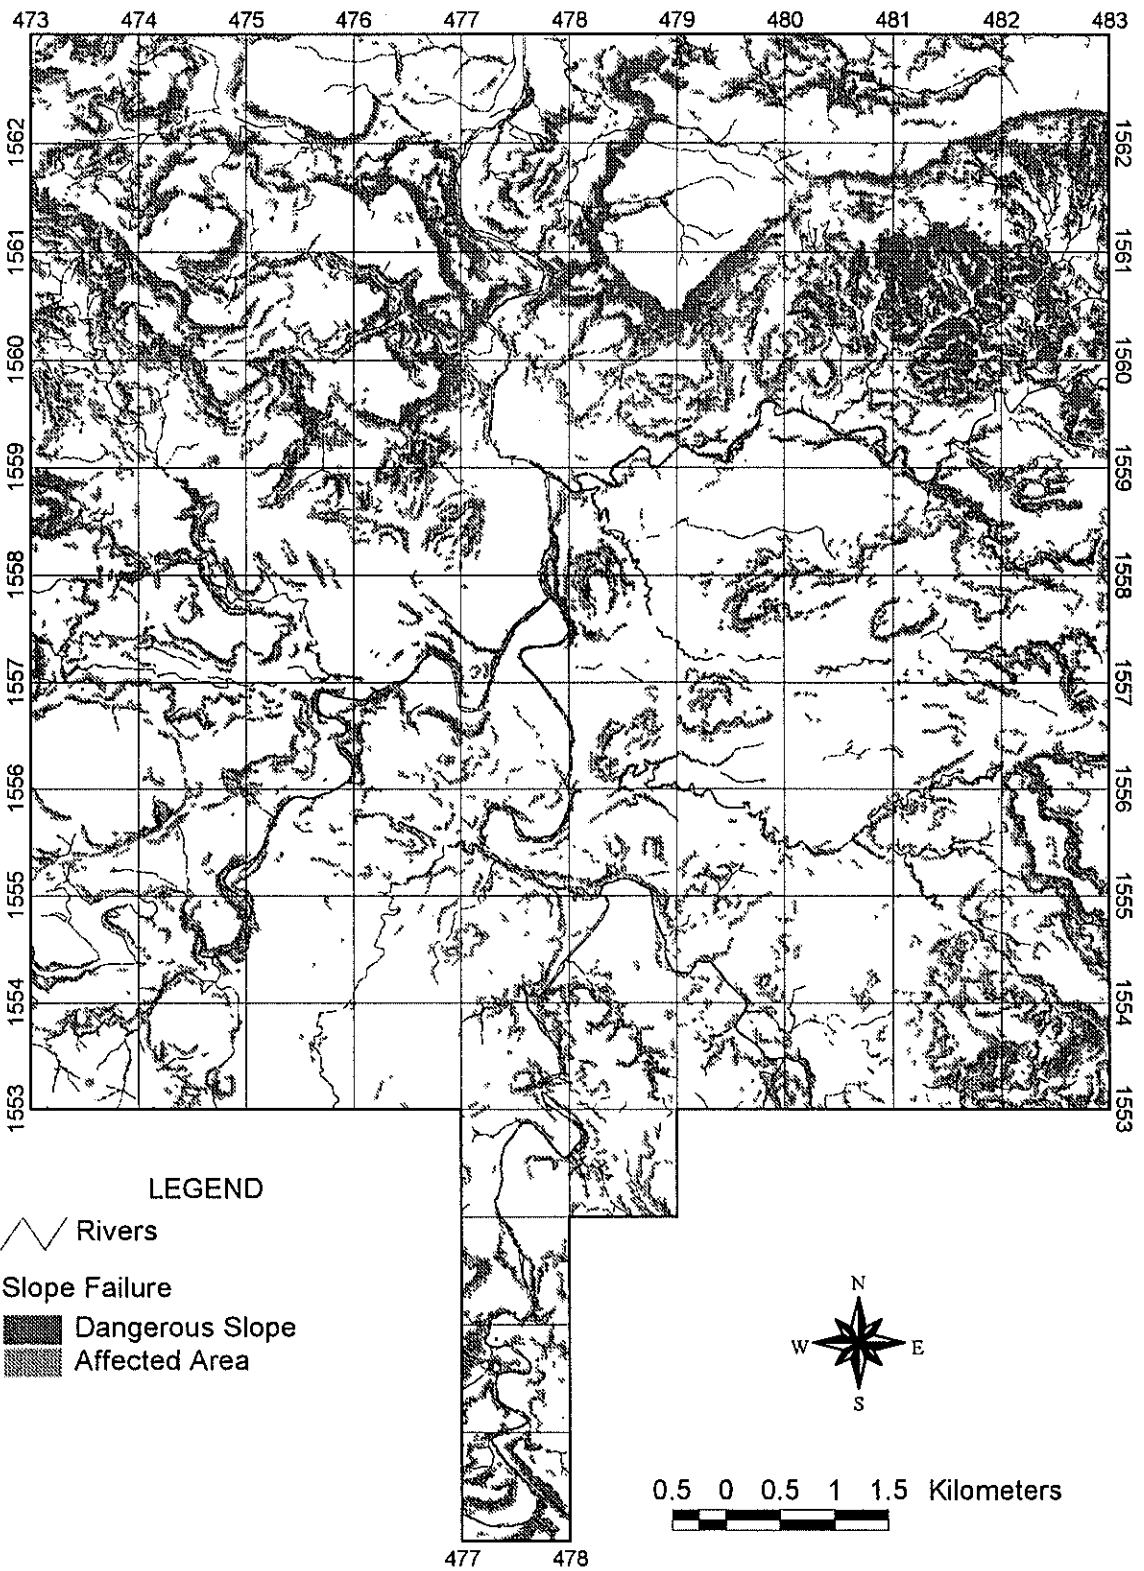 473 474 475 476 477 478 479 480 481 482 483
1562 1562
1561 1561
1560 1560
1559 1559
1558 1558
1557 1557
1556 1556
1555 1555
1554 1554
1553 1553
LEGEND
Rivers
Slope Failure
Dangerous Slope
Affected Area
N
W E
S
0.5 0 0.5 1 1.5 Kilometers
477 478